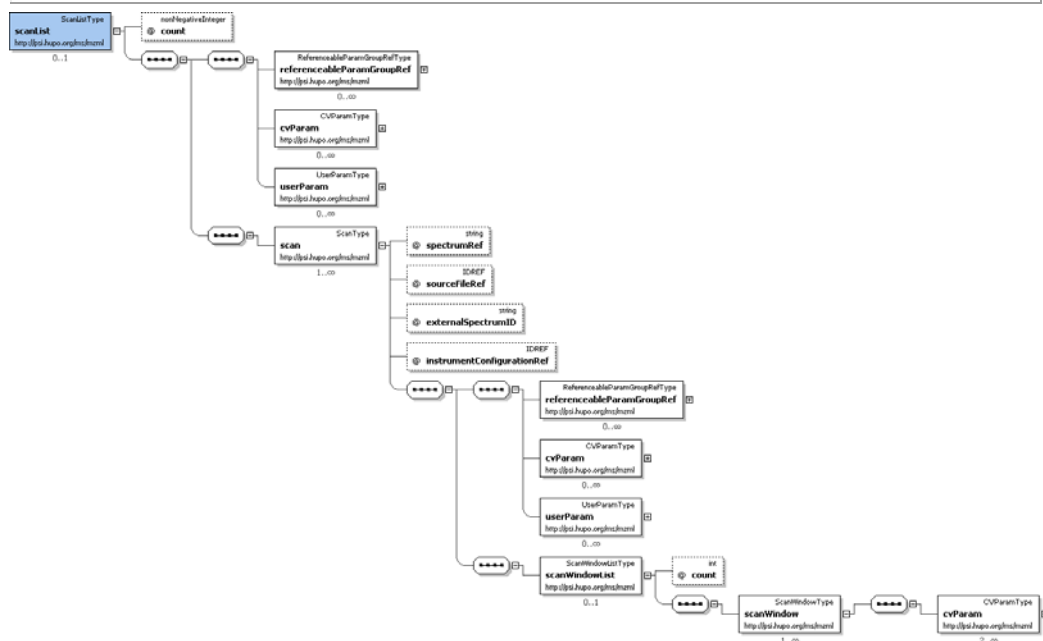 ScanListType
scanList
http://psi.hupo.org/ms/mzml
0..1
nonNegativeInteger
@ count
ReferenceableParamGroupRefType
referenceableParamGroupRef
http://psi.hupo.org/ms/mzml
0..∞
CVParamType
cvParam
http://psi.hupo.org/ms/mzml
0..∞
UserParamType
userParam
http://psi.hupo.org/ms/mzml
0..∞
ScanType
scan
http://psi.hupo.org/ms/mzml
1..∞
string
@ spectrumRef
IDREF
@ sourceFileRef
string
@ externalSpectrumID
IDREF
@ instrumentConfigurationRef
ReferenceableParamGroupRefType
referenceableParamGroupRef
http://psi.hupo.org/ms/mzml
0..∞
CVParamType
cvParam
http://psi.hupo.org/ms/mzml
0..∞
UserParamType
userParam
http://psi.hupo.org/ms/mzml
0..∞
ScanWindowListType
scanWindowList
http://psi.hupo.org/ms/mzml
0..1
int
@ count
ScanWindowType
scanWindow
http://psi.hupo.org/ms/mzml
1..∞
CVParamType
cvParam
http://psi.hupo.org/ms/mzml
2..∞